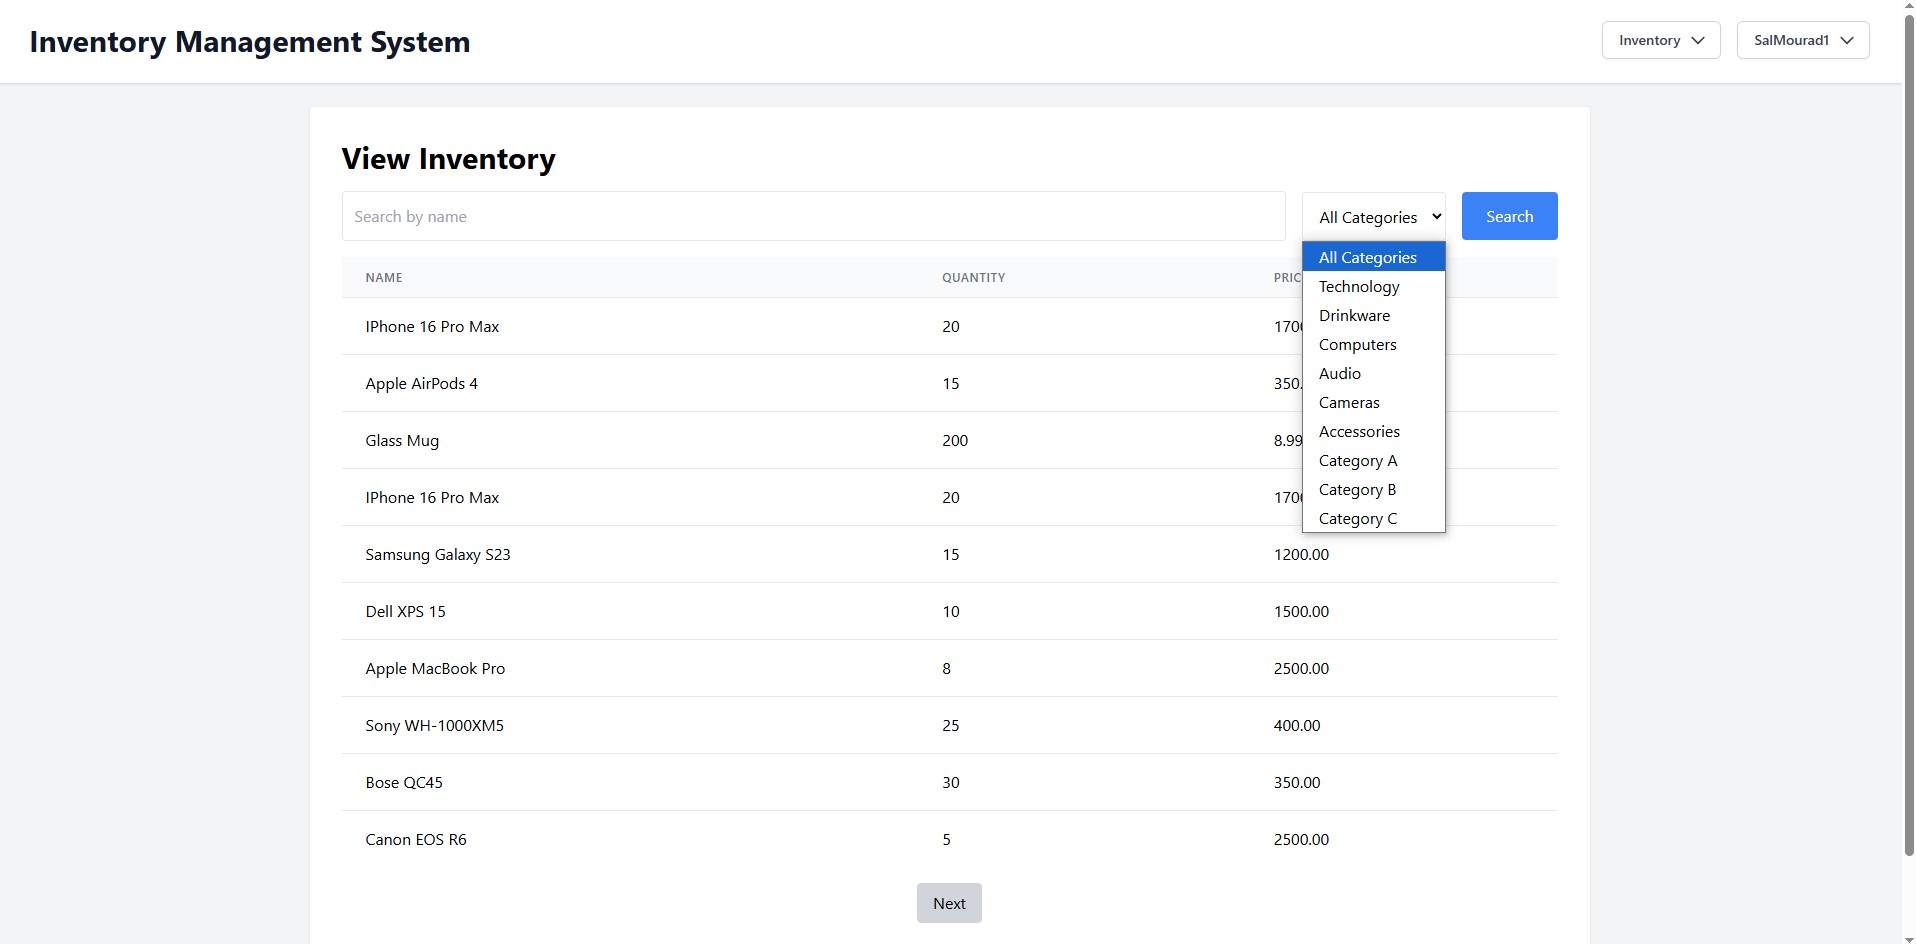 Inventory Management System
Inventory
SalMourad1
View Inventory
Search by name
All Categories
Search
All Categories
Technology
Drinkware
Computers
Audio
Cameras
Accessories
Category A
Category B
Category C
NAME QUANTITY PRIC
IPhone 16 Pro Max 20 170
Apple AirPods 4 15 350.
Glass Mug 200 8.99
IPhone 16 Pro Max 20 170
Samsung Galaxy S23 15 1200.00
Dell XPS 15 10 1500.00
Apple MacBook Pro 8 2500.00
Sony WH-1000XM5 25 400.00
Bose QC45 30 350.00
Canon EOS R6 5 2500.00
Next